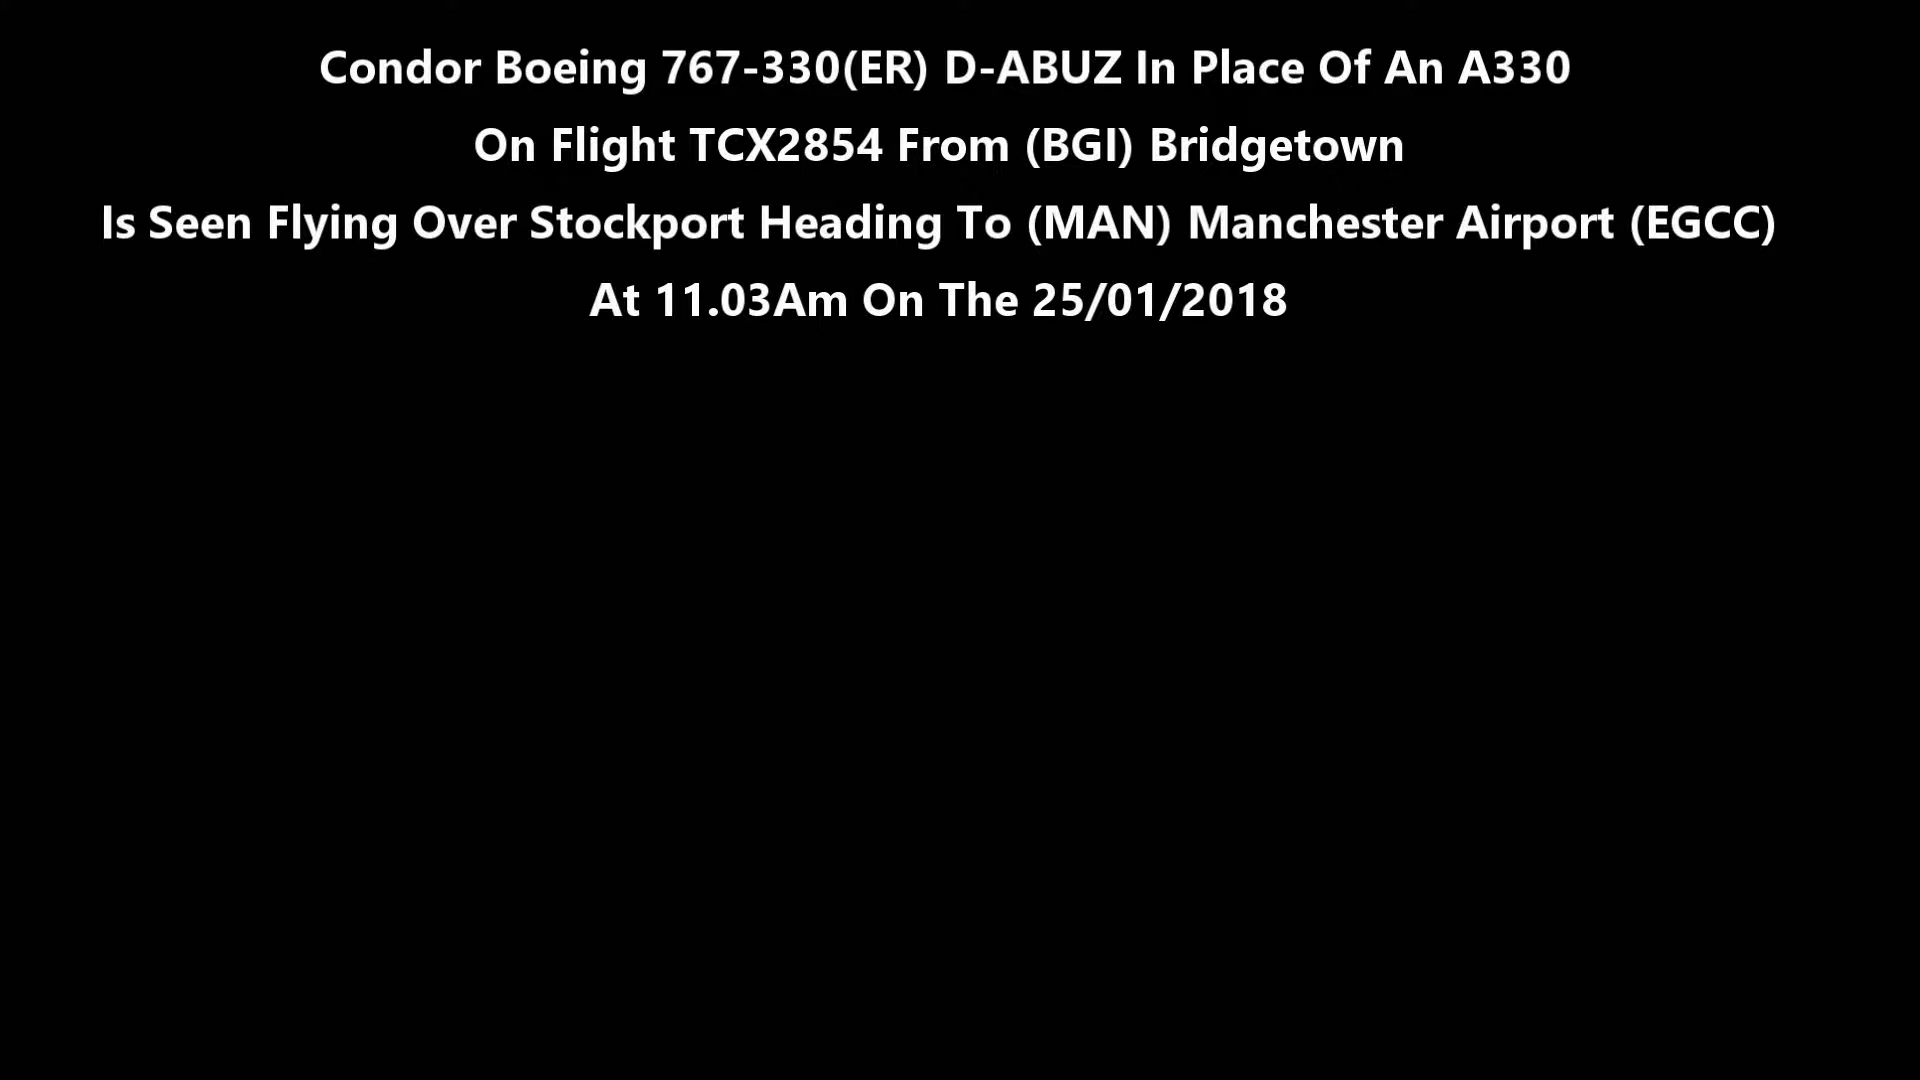 Condor Boeing 767-330(ER) D-ABUZ In Place Of An A330
On Flight TCX2854 From (BGI) Bridgetown
Is Seen Flying Over Stockport Heading To (MAN) Manchester Airport (EGCC)
At 11.03Am On The 25/01/2018